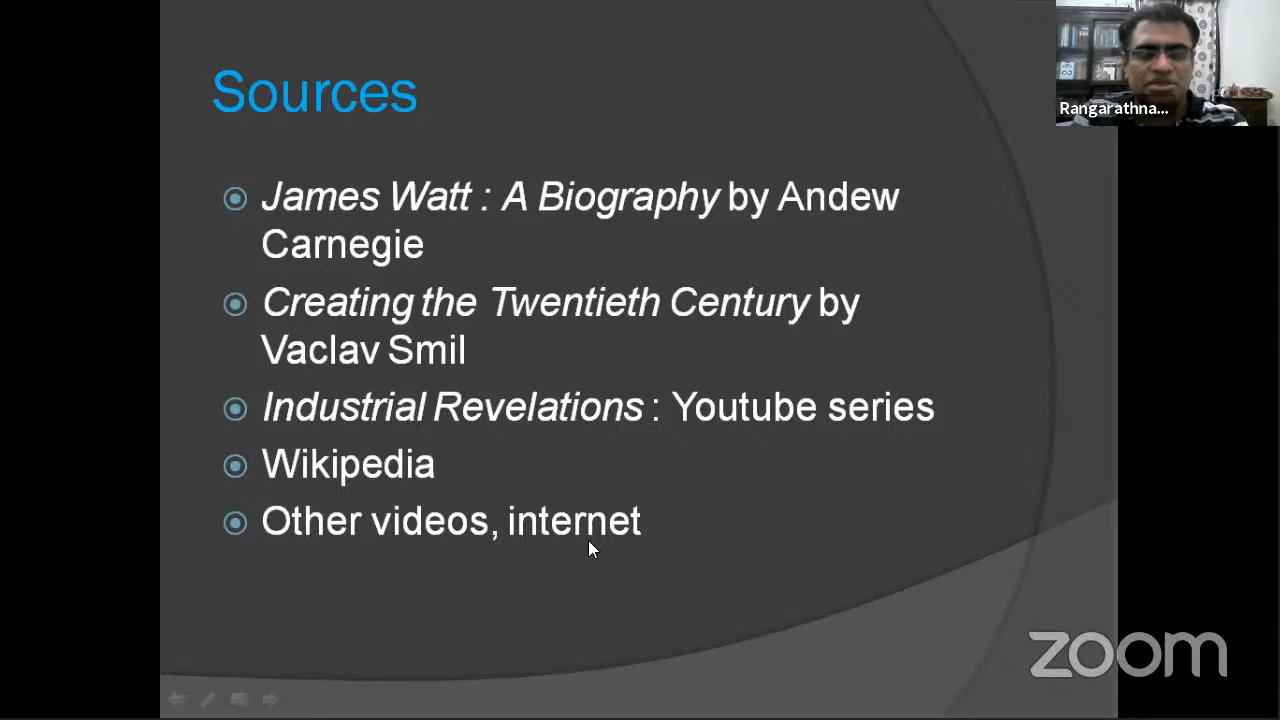 Sources
James Watt : A Biography by Andew
Carnegie
Creating the Twentieth Century by
Vaclav Smil
Industrial Revelations : Youtube series
Wikipedia
Other videos, internet
Rangarathna...
zoom